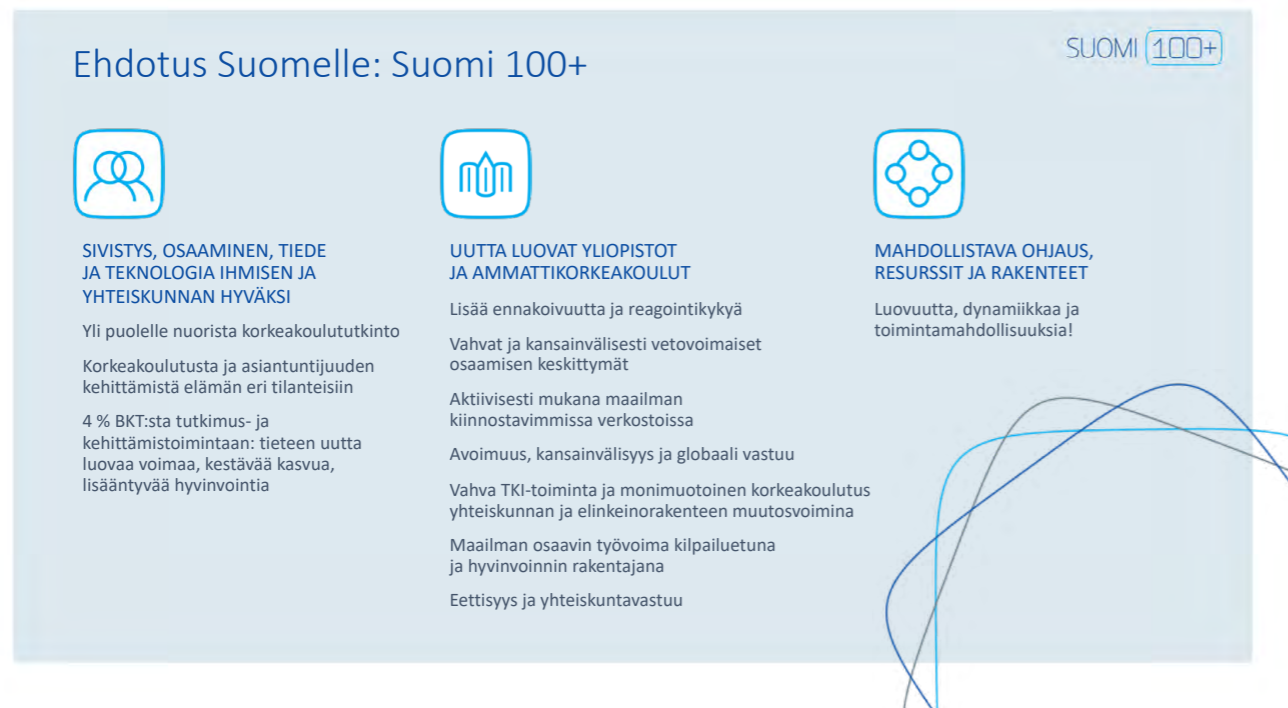 Ehdotus Suomelle: Suomi 100+
SUOMI 100+
SIVISTYS, OSAAMINEN, TIEDE
JA TEKNOLOGIA IHMISEN JA
YHTEISKUNNAN HYVÄKSI
Yli puolelle nuorista korkeakoulututkinto
Korkeakoulutusta ja asiantuntijuuden
kehittämistä elämän eri tilanteisiin
4 % BKT:sta tutkimus- ja
kehittämistoimintaan: tieteen uutta
luovaa voimaa, kestävää kasvua,
lisääntyvää hyvinvointia
UUTTA LUOVAT YLIOPISTOT
JA AMMATTIKORKEAKOULUT
Lisää ennakoivuutta ja reagointikykyä
Vahvat ja kansainvälisesti vetovoimaiset
osaamisen keskittymät
Aktiivisesti mukana maailman
kiinnostavimmissa verkostoissa
Avoimuus, kansainvälisyys ja globaali vastuu
Vahva TKI-toiminta ja monimuotoinen korkeakoulutus
yhteiskunnan ja elinkeinorakenteen muutosvoimina
Maailman osaavin työvoima kilpailuetuna
ja hyvinvoinnin rakentajana
Eettisyys ja yhteiskuntavastuu
MAHDOLLISTAVA OHJAUS,
RESURSSIT JA RAKENTEET
Luovuutta, dynamiikkaa ja
toimintamahdollisuuksia!